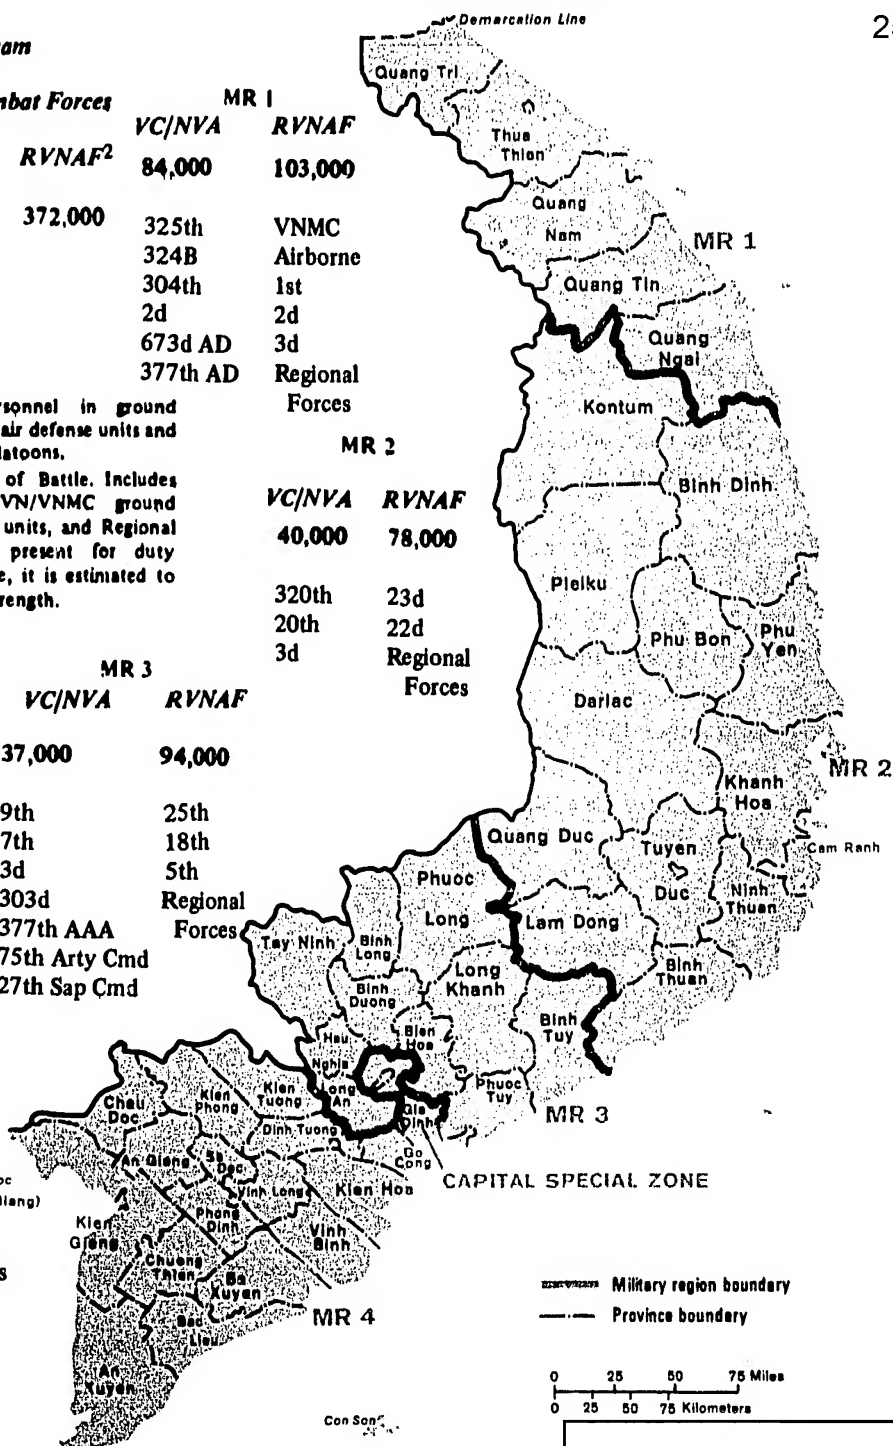 Demarcation Line
2
am
nbat Forces
RVNAF2
372,000
MR 1
VC/NVA RVNAF
84,000 103,000
325th VNMC
324B Airborne
304th 1st
2d 2d
673d AD 3d
377th AD Regional
Forces
rsonnel in ground
air defense units and
latoons.
of Battle. Includes
VN/VNMC ground
units, and Regional
present for duty
e, it is estimated to
rength.
MR 2
VC/NVA RVNAF
40,000 78,000
320th 23d
20th 22d
3d Regional
Forces
MR 3
VC/NVA RVNAF
37,000 94,000
9th 25th
7th 18th
3d 5th
303d Regional
377th AAA Forces
75th Arty Cmd
27th Sap Cmd
Quang Tri
Thua
Thien
Quang
Nam
MR 1
Quang Tin
Quang
Ngai
Kontum
Binh Dinh
Pleiku
Phu Bon
Phu
Yen
Darlac
MR 2
Khanh
Hoa
Quang Duc
Tuyen
Duc
Cam Ranh
Ninh
Thuan
Phuoc
Long
Lam Dong
Binh
Thuan
Tay Ninh
Binh
Long
Long
Khanh
Binh
Duong
Binh
Tuy
Hau
Nghia
Bien
Hoa
Phuoc
Tuy
MR 3
Long
An
Gia
Dinh
Go
Cong
CAPITAL SPECIAL ZONE
Chau
Doc
Kien
Phong
Kien
Tuong
Dinh Tuong
An Giang
Sa
Dec
Vinh Long
Kien Hoa
oc
iang)
Kien
Giang
Phong
Dinh
Vinh
Binh
Chuong
Thien
Ba
Xuyen
s
MR 4
Bac
Lieu
An
Xuyen
Military region boundary
Province boundary
0 25 50 75 Miles
0 25 50 75 Kilometers
Con Son